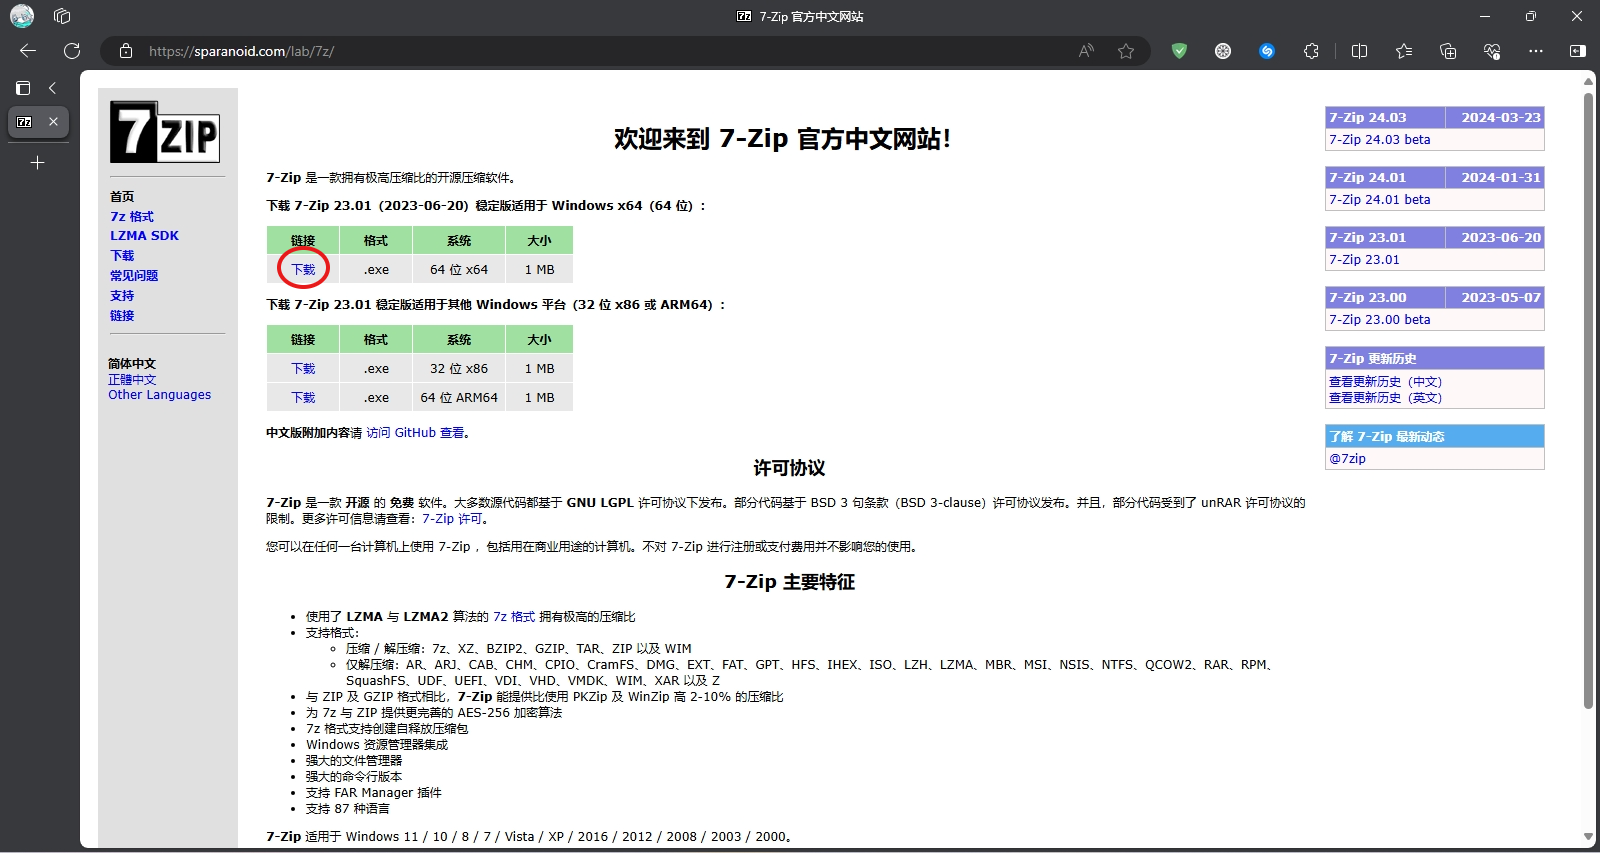 7-Zip 官方中文网站
https://sparanoid.com/lab/7z/
7ZIP
首页
7z 格式
LZMA SDK
下载
常见问题
支持
链接
简体中文
正體中文
Other Languages
欢迎来到 7-Zip 官方中文网站！
7-Zip 是一款拥有极高压缩比的开源压缩软件。
下载 7-Zip 23.01（2023-06-20）稳定版适用于 Windows x64（64 位）：
链接 格式 系统 大小
下载 .exe 64 位 x64 1 MB
下载 7-Zip 23.01 稳定版适用于其他 Windows 平台（32 位 x86 或 ARM64）：
链接 格式 系统 大小
下载 .exe 32 位 x86 1 MB
下载 .exe 64 位 ARM64 1 MB
中文版附加内容请 访问 GitHub 查看。
许可协议
7-Zip 是一款 开源 的 免费 软件。大多数源代码都基于 GNU LGPL 许可协议下发布。部分代码基于 BSD 3 句条款（BSD 3-clause）许可协议发布。并且，部分代码受到了 unRAR 许可协议的
限制。更多许可信息请查看：7-Zip 许可。
您可以在任何一台计算机上使用 7-Zip ，包括用在商业用途的计算机。不对 7-Zip 进行注册或支付费用并不影响您的使用。
7-Zip 主要特征
使用了 LZMA 与 LZMA2 算法的 7z 格式 拥有极高的压缩比
支持格式：
压缩 / 解压缩：7z、XZ、BZIP2、GZIP、TAR、ZIP 以及 WIM
仅解压缩：AR、ARJ、CAB、CHM、CPIO、CramFS、DMG、EXT、FAT、GPT、HFS、IHEX、ISO、LZH、LZMA、MBR、MSI、NSIS、NTFS、QCOW2、RAR、RPM、
SquashFS、UDF、UEFI、VDI、VHD、VMDK、WIM、XAR 以及 Z
与 ZIP 及 GZIP 格式相比，7-Zip 能提供比使用 PKZip 及 WinZip 高 2-10% 的压缩比
为 7z 与 ZIP 提供更完善的 AES-256 加密算法
7z 格式支持创建自释放压缩包
Windows 资源管理器集成
强大的文件管理器
强大的命令行版本
支持 FAR Manager 插件
支持 87 种语言
7-Zip 适用于 Windows 11 / 10 / 8 / 7 / Vista / XP / 2016 / 2012 / 2008 / 2003 / 2000。
7-Zip 24.03 2024-03-23
7-Zip 24.03 beta
7-Zip 24.01 2024-01-31
7-Zip 24.01 beta
7-Zip 23.01 2023-06-20
7-Zip 23.01
7-Zip 23.00 2023-05-07
7-Zip 23.00 beta
7-Zip 更新历史
查看更新历史（中文）
查看更新历史（英文）
了解 7-Zip 最新动态
@7zip